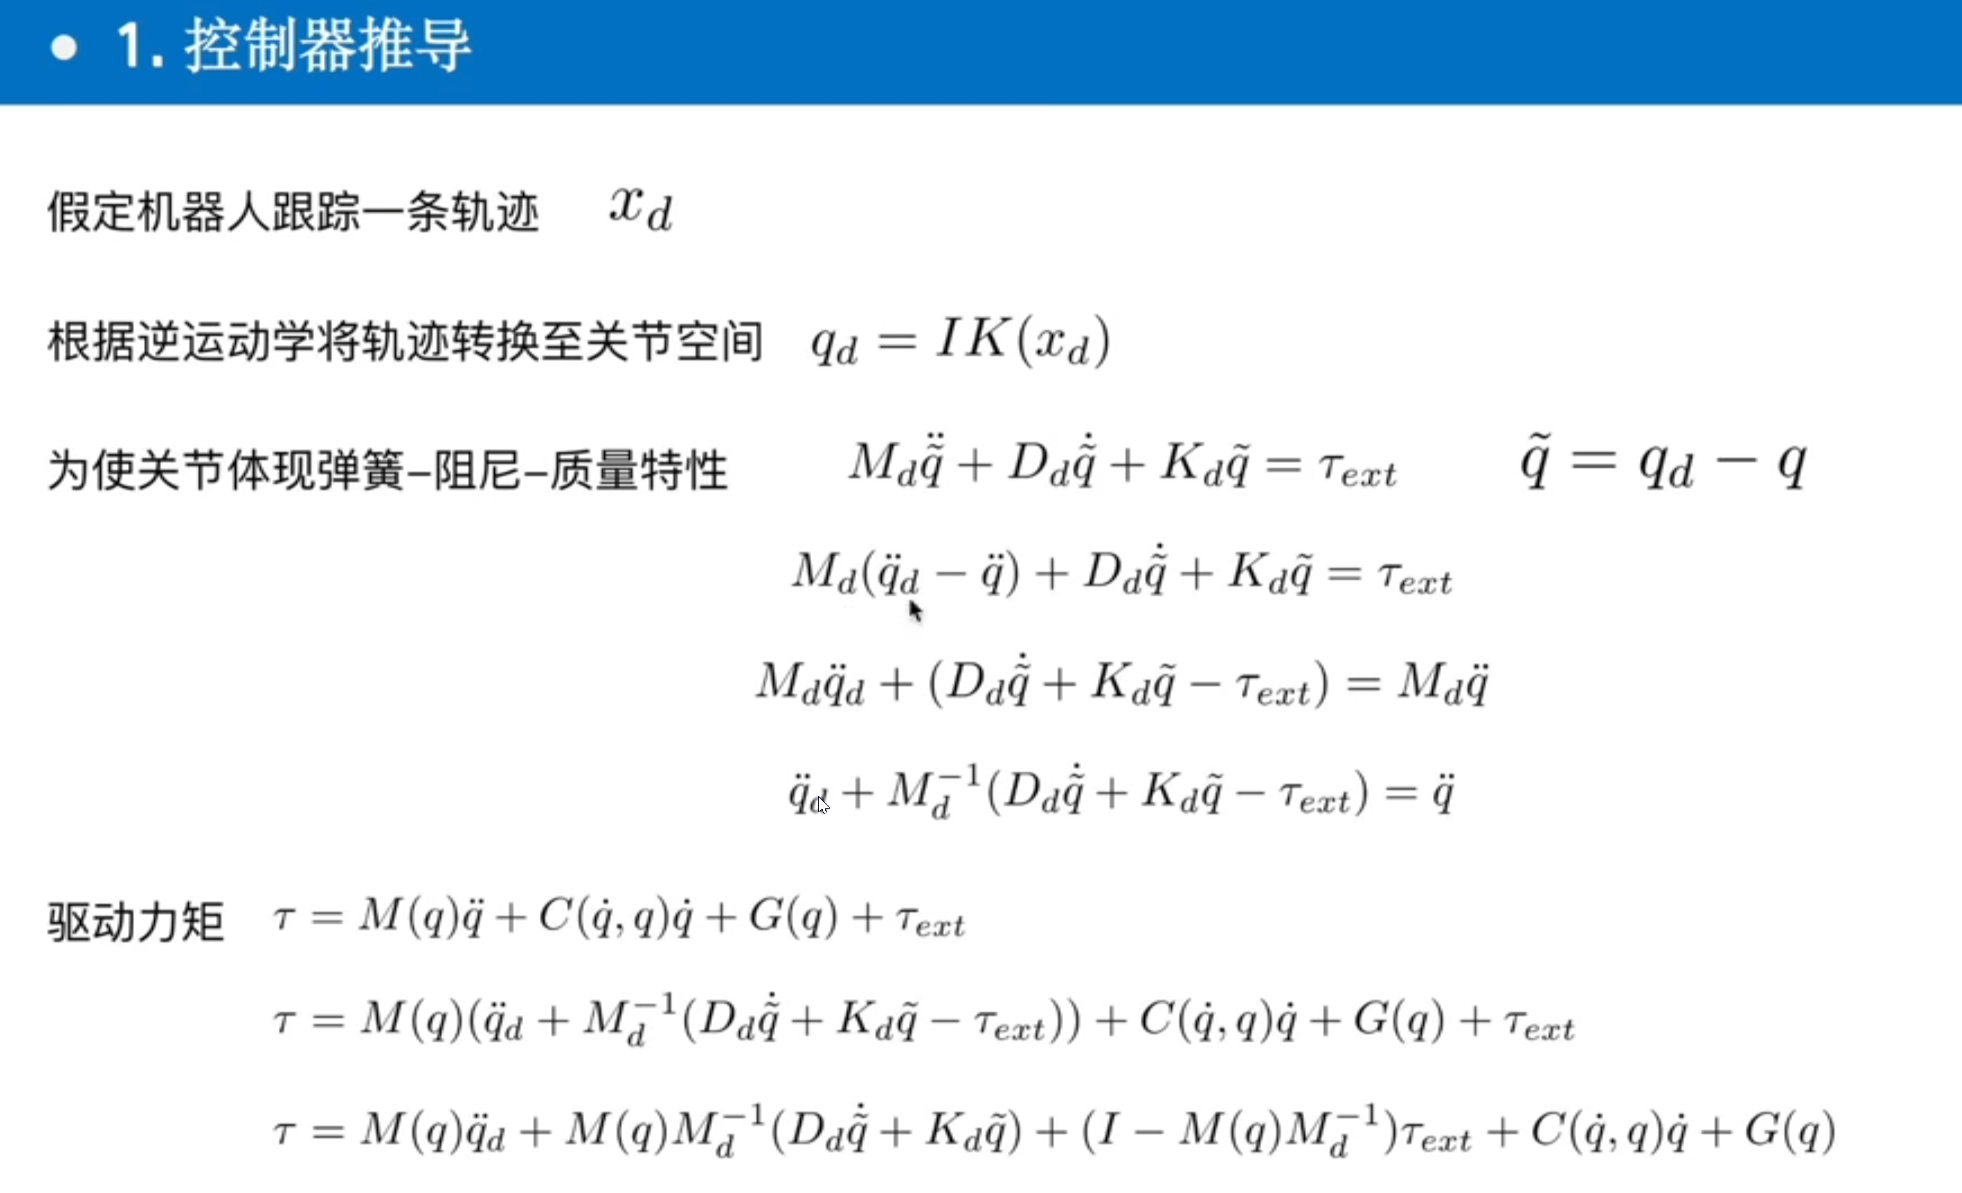 • 1. 控制器推导
假定机器人跟踪一条轨迹 $x_d$
根据逆运动学将轨迹转换至关节空间 $q_d = IK(x_d)$
为使关节体现弹簧–阻尼–质量特性 $M_d\ddot{\tilde{q}} + D_d\dot{\tilde{q}} + K_d\tilde{q} = \tau_{ext}$ $\tilde{q} = q_d - q$
$M_d(\ddot{q}_d - \ddot{q}) + D_d\dot{\tilde{q}} + K_d\tilde{q} = \tau_{ext}$
$M_d\ddot{q}_d + (D_d\dot{\tilde{q}} + K_d\tilde{q} - \tau_{ext}) = M_d\ddot{q}$
$\ddot{q}_d + M_d^{-1}(D_d\dot{\tilde{q}} + K_d\tilde{q} - \tau_{ext}) = \ddot{q}$
驱动力矩 $\tau = M(q)\ddot{q} + C(\dot{q}, q)\dot{q} + G(q) + \tau_{ext}$
$\tau = M(q)(\ddot{q}_d + M_d^{-1}(D_d\dot{\tilde{q}} + K_d\tilde{q} - \tau_{ext})) + C(\dot{q}, q)\dot{q} + G(q) + \tau_{ext}$
$\tau = M(q)\ddot{q}_d + M(q)M_d^{-1}(D_d\dot{\tilde{q}} + K_d\tilde{q}) + (I - M(q)M_d^{-1})\tau_{ext} + C(\dot{q}, q)\dot{q} + G(q)$